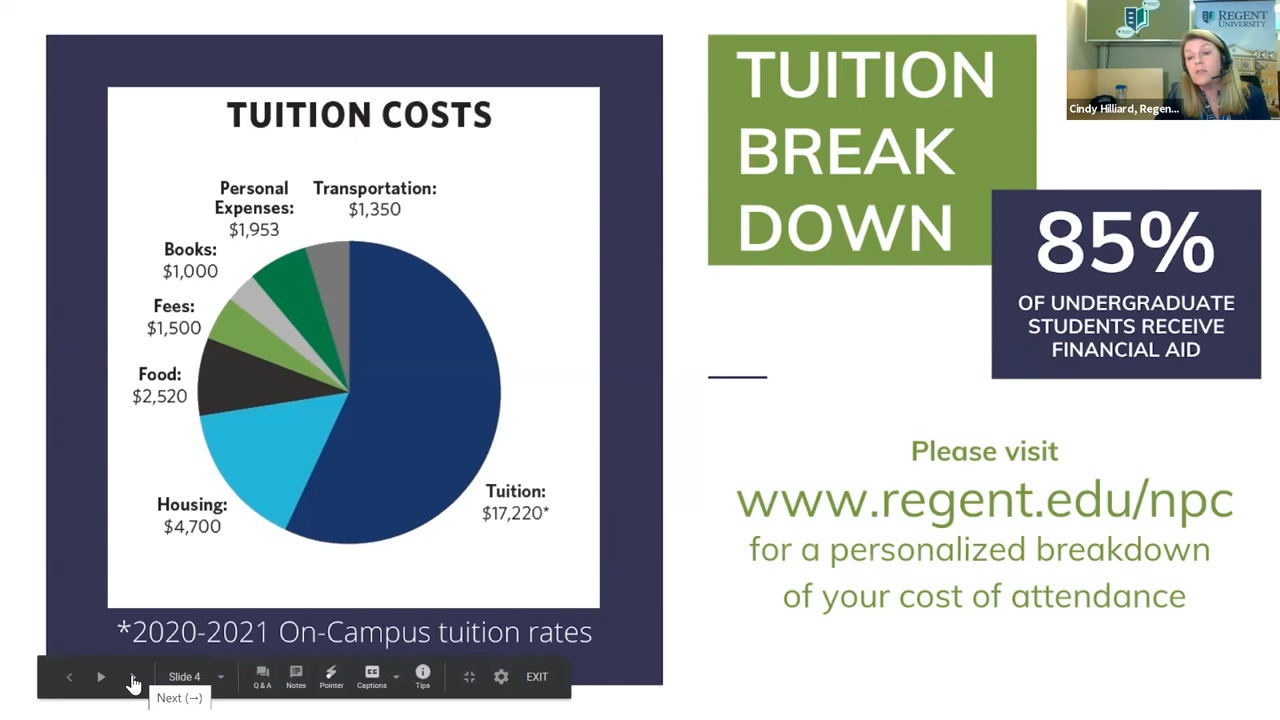 TUITION COSTS
Personal
Expenses:
$1,953
Transportation:
$1,350
Books:
$1,000
Fees:
$1,500
Food:
$2,520
Housing:
$4,700
Tuition:
$17,220*
*2020-2021 On-Campus tuition rates
TUITION
BREAK
DOWN
85%
OF UNDERGRADUATE
STUDENTS RECEIVE
FINANCIAL AID
Please visit
www.regent.edu/npc
for a personalized breakdown
of your cost of attendance
REGENT
UNIVERSITY
Cindy Hilliard, Regen...
Slide 4
Q & A
Notes
Pointer
Captions
Tips
EXIT
Next (→)